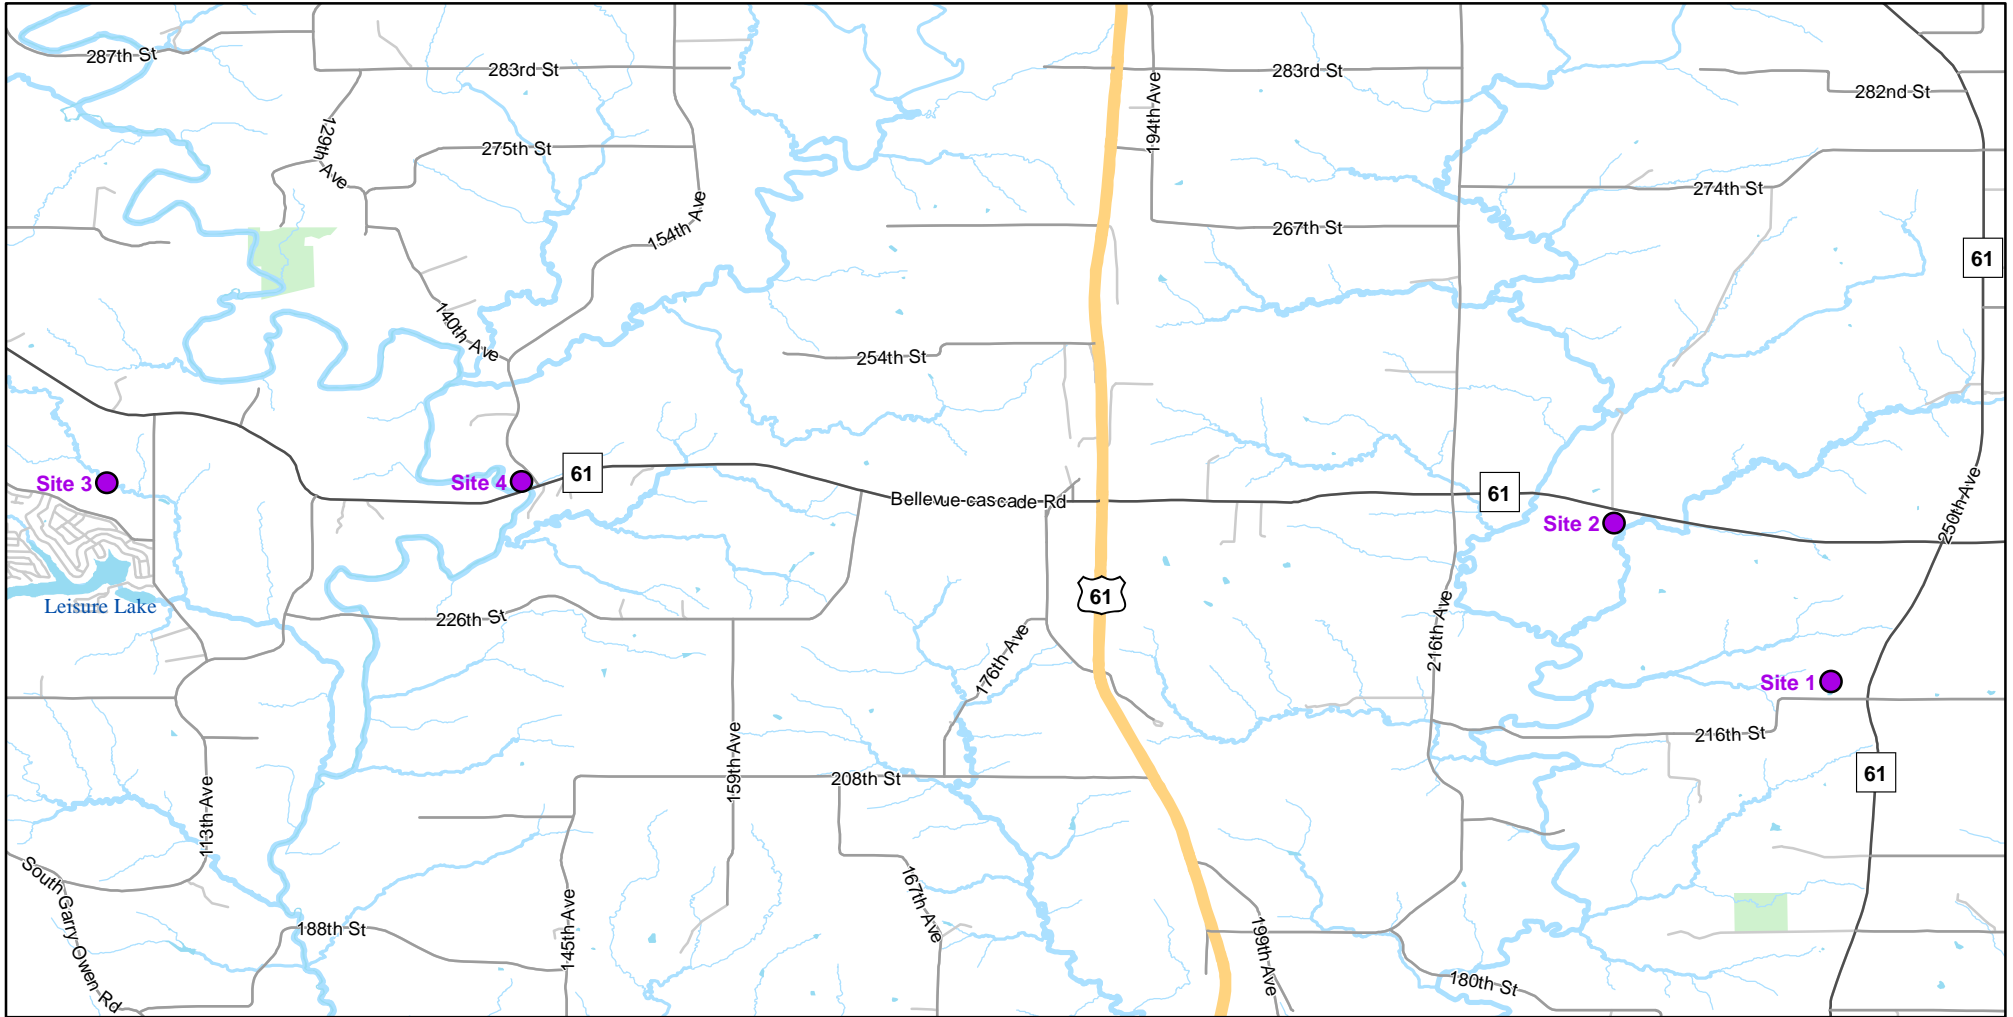 287th St
283rd St
283rd St
282nd St
194th Ave
129th Ave
275th St
274th St
154th Ave
267th St
61
140th Ave
254th St
Site 3
Site 4
61
Bellevue-cascade Rd
61
Site 2
250th Ave
Leisure Lake
61
226th St
216th Ave
176th Ave
Site 1
159th Ave
216th St
208th St
61
113th Ave
South Garry Owen Rd
167th Ave
145th Ave
188th St
199th Ave
180th St